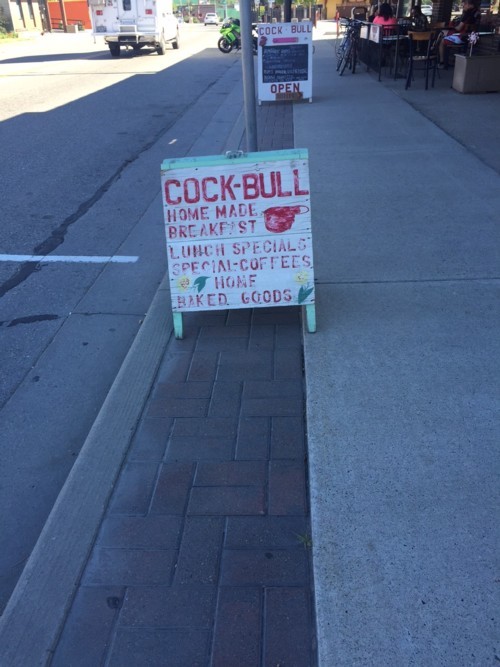 COCK BULL
OPEN
COCK-BULL
HOME MADE
BREAKFAST
LUNCH SPECIALS
SPECIAL-COFFEES
HOME
BAKED GOODS